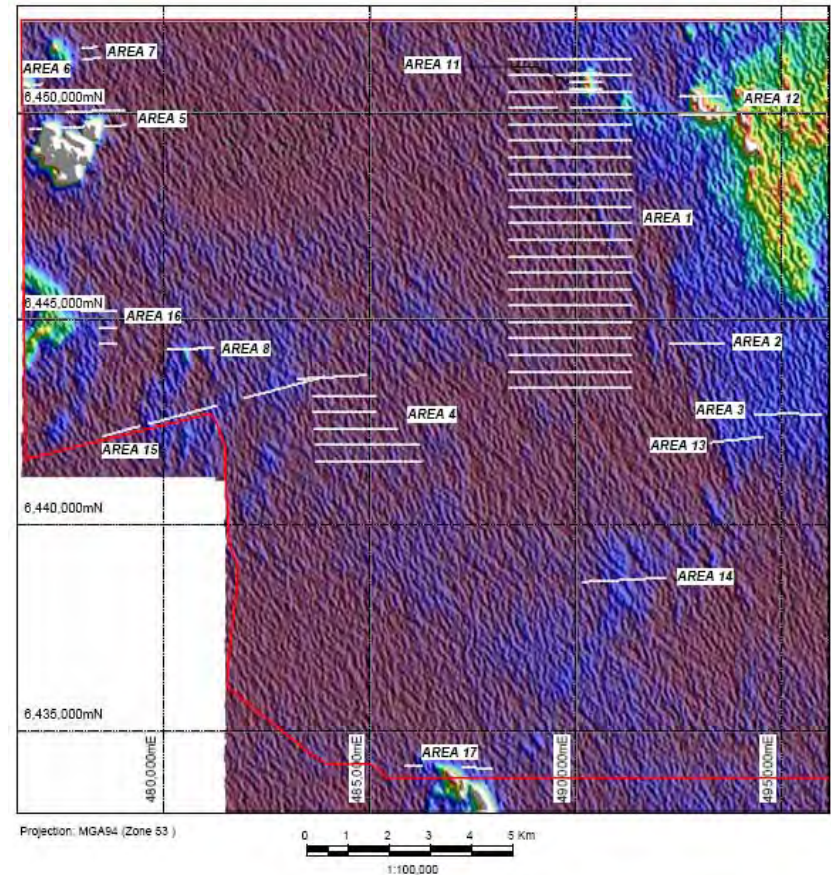 AREA 7
AREA 11
AREA 6
6,450,000mN
AREA 12
AREA 5
AREA 1
6,445,000mN
AREA 16
AREA 8
AREA 2
AREA 4
AREA 3
AREA 13
AREA 15
6,440,000mN
AREA 14
6,435,000mN
480,000mE
485,000mE
490,000mE
495,000mE
AREA 17
Projection: MGA94 (Zone 53 )
0 1 2 3 4 5 Km
1:100,000